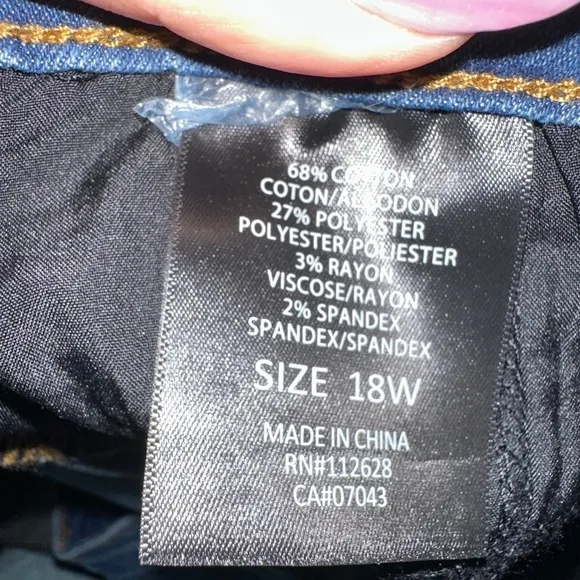 68% COTTON
COTON/ALGODON
27% POLYESTER
POLYESTER/POLIESTER
3% RAYON
VISCOSE/RAYON
2% SPANDEX
SPANDEX/SPANDEX
SIZE 18W
MADE IN CHINA
RN#112628
CA#07043